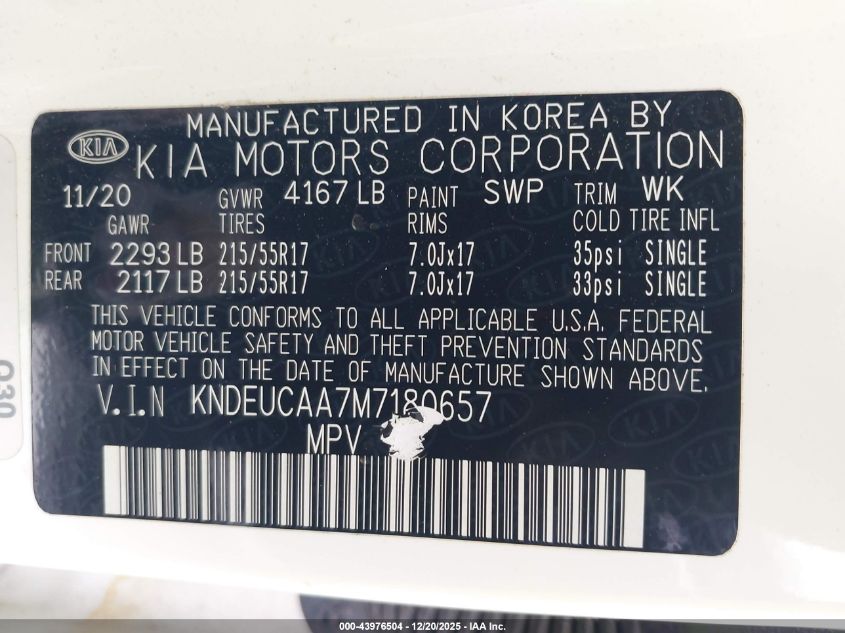 MANUFACTURED IN KOREA BY
KIA KIA MOTORS CORPORATION
11/20 GVWR 4167 LB PAINT SWP TRIM WK
GAWR TIRES RIMS COLD TIRE INFL
FRONT 2293 LB 215/55R17 7.0Jx17 35psi SINGLE
REAR 2117 LB 215/55R17 7.0Jx17 33psi SINGLE
THIS VEHICLE CONFORMS TO ALL APPLICABLE U.S.A. FEDERAL
MOTOR VEHICLE SAFETY AND THEFT PREVENTION STANDARDS
IN EFFECT ON THE DATE OF MANUFACTURE SHOWN ABOVE.
V.I.N KNDEUCAA7M7180657
MPV
O30
000-43976504 - 12/20/2025 - IAA, Inc.